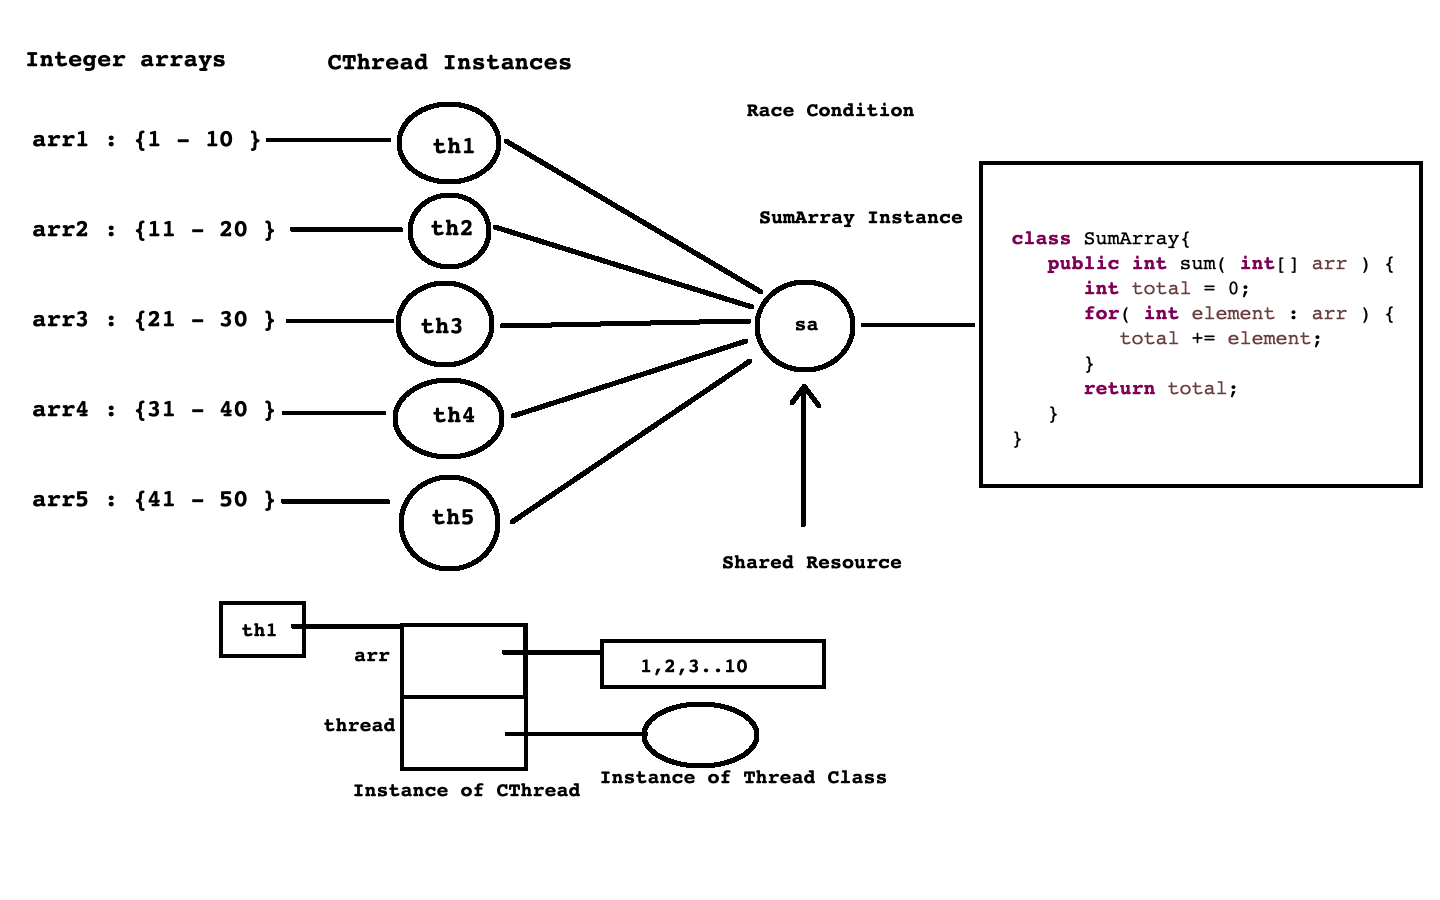 Integer arrays
CThread Instances
Race Condition
arr1 : {1 - 10 }
th1
arr2 : {11 - 20 }
th2
arr3 : {21 - 30 }
th3
arr4 : {31 - 40 }
th4
arr5 : {41 - 50 }
th5
SumArray Instance
sa
Shared Resource
class SumArray{
public int sum( int[] arr ) {
int total = 0;
for( int element : arr ) {
total += element;
}
return total;
}
}
th1
arr
1,2,3..10
thread
Instance of CThread
Instance of Thread Class